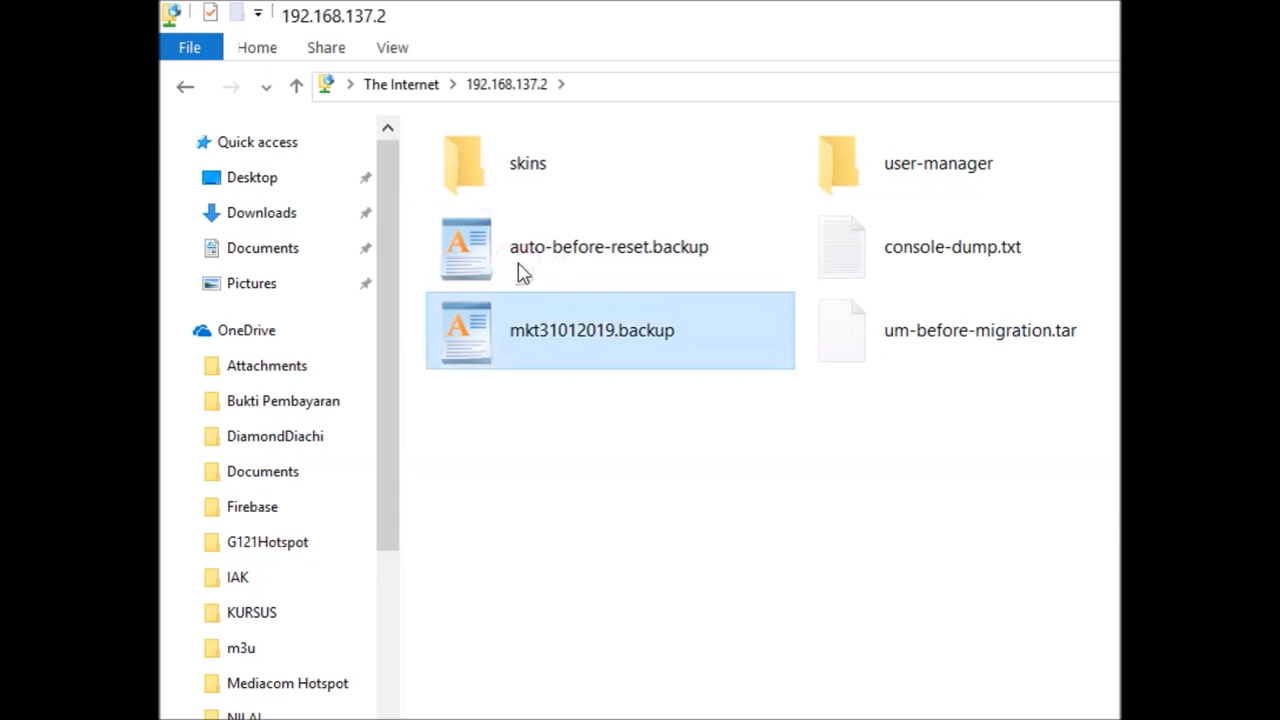 192.168.137.2
File Home Share View
The Internet 192.168.137.2
Quick access
Desktop
Downloads
Documents
Pictures
OneDrive
Attachments
Bukti Pembayaran
DiamondDiachi
Documents
Firebase
G121Hotspot
IAK
KURSUS
m3u
Mediacom Hotspot
NILAI
skins
user-manager
auto-before-reset.backup
console-dump.txt
mkt31012019.backup
um-before-migration.tar